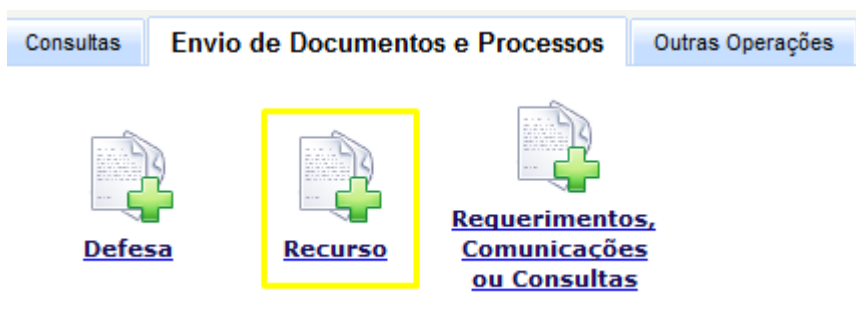 Consultas
Envio de Documentos e Processos
Outras Operações
Defesa
Recurso
Requerimentos,
Comunicações
ou Consultas